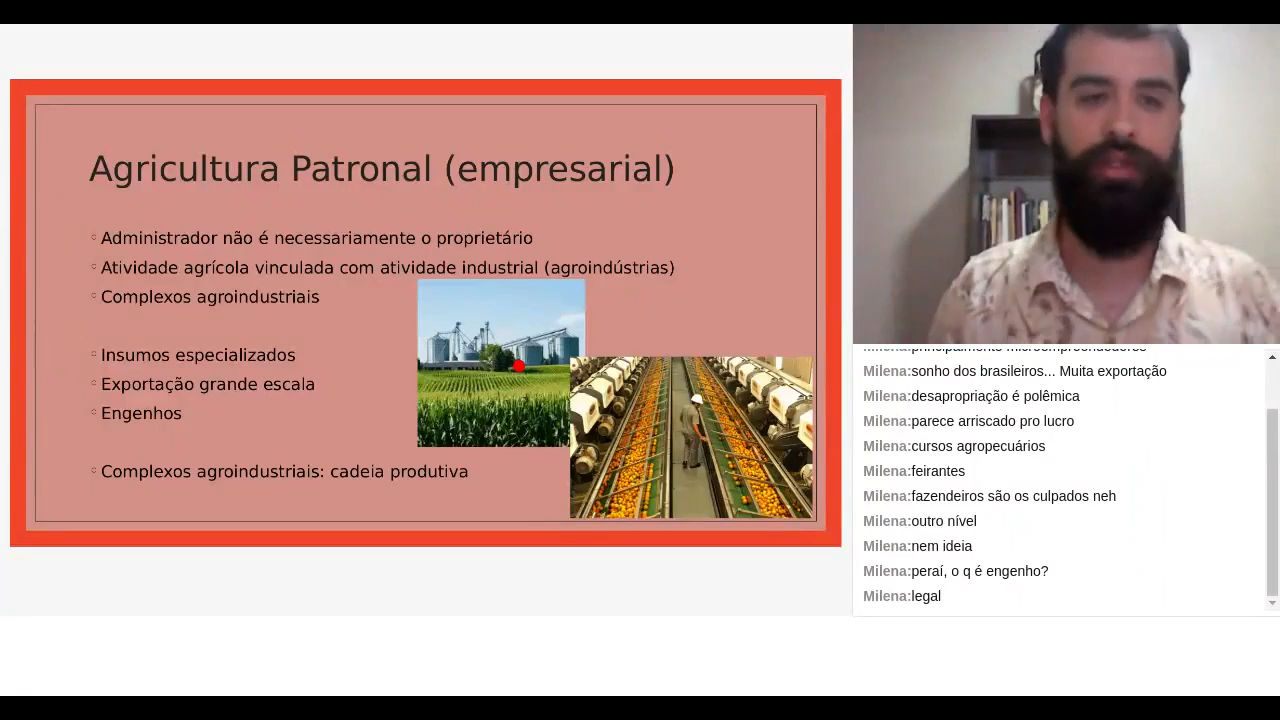 Agricultura Patronal (empresarial)
Administrador não é necessariamente o proprietário
Atividade agrícola vinculada com atividade industrial (agroindústrias)
Complexos agroindustriais
Insumos especializados
Exportação grande escala
Engenhos
Complexos agroindustriais: cadeia produtiva
Milena:principalmente microempreendedores
Milena:sonho dos brasileiros... Muita exportação
Milena:desapropriação é polêmica
Milena:parece arriscado pro lucro
Milena:cursos agropecuários
Milena:feirantes
Milena:fazendeiros são os culpados neh
Milena:outro nível
Milena:nem ideia
Milena:peraí, o q é engenho?
Milena:legal